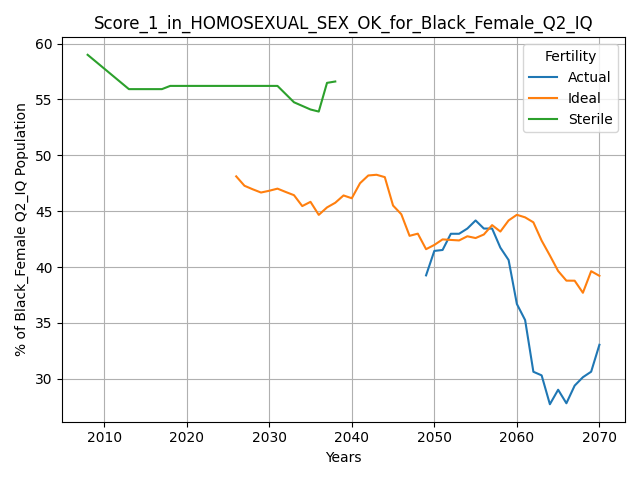 Score_1_in_HOMOSEXUAL_SEX_OK_for_Black_Female_Q2_IQ
% of Black_Female Q2_IQ Population
60
55
50
45
40
35
30
Fertility
Actual
Ideal
Sterile
2010 2020 2030 2040 2050 2060 2070
Years